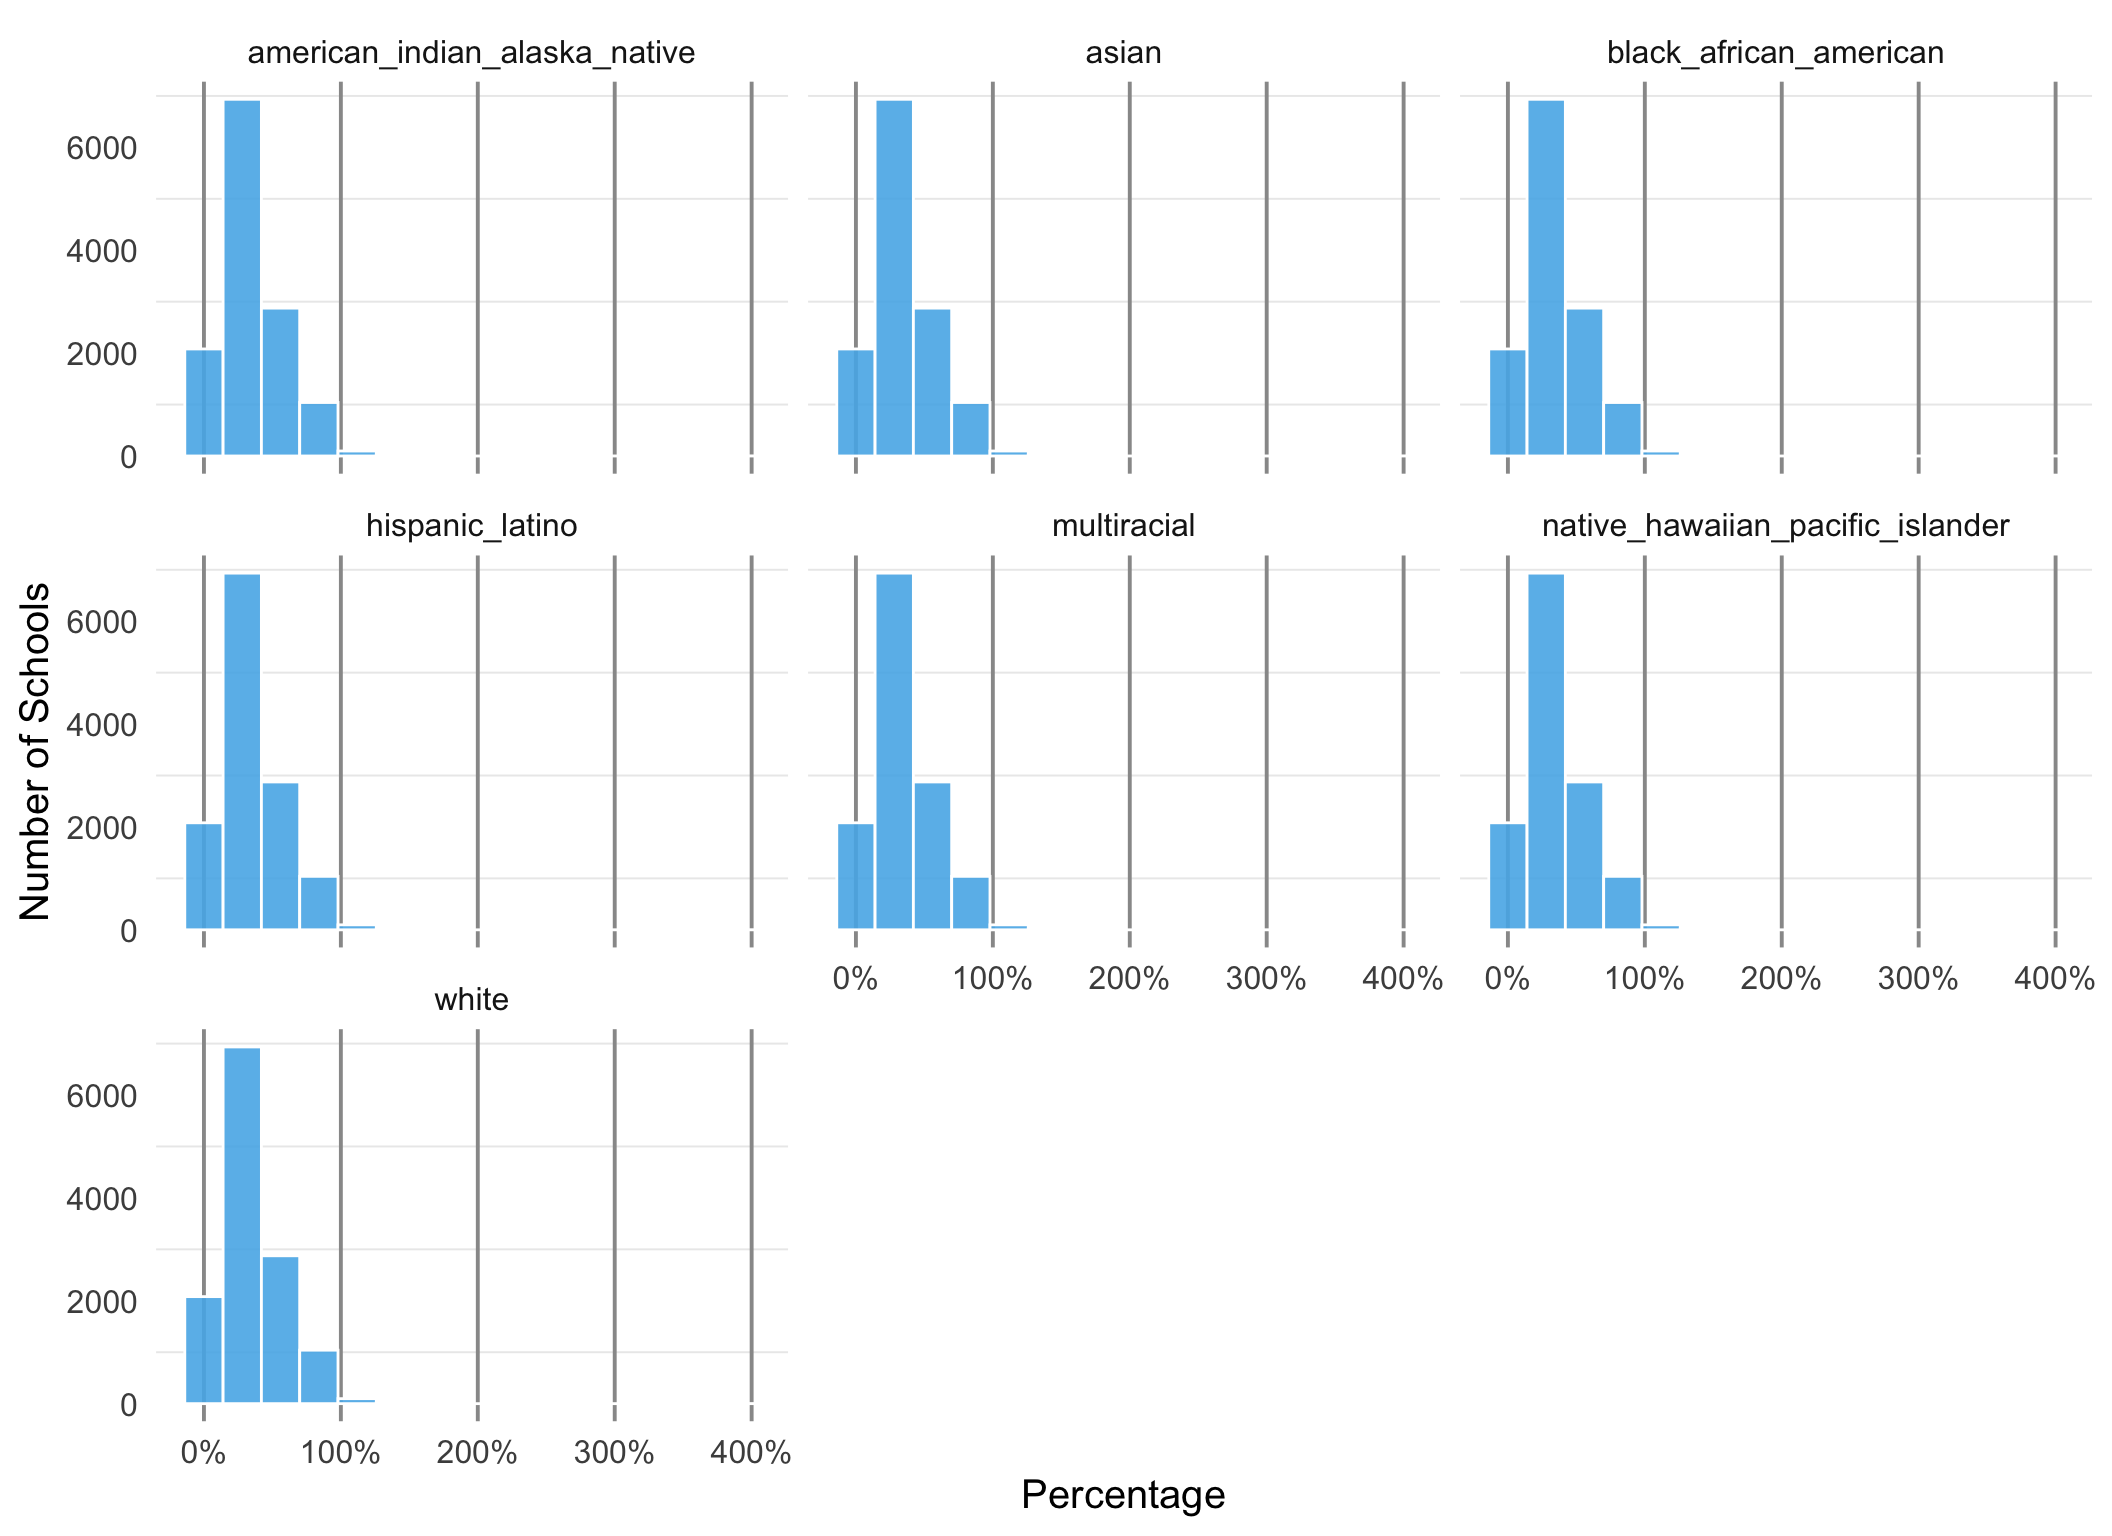 american_indian_alaska_native
asian
black_african_american
6000
4000
2000
0
hispanic_latino
multiracial
native_hawaiian_pacific_islander
Number of Schools
6000
4000
2000
0
0% 100% 200% 300% 400%
0% 100% 200% 300% 400%
white
6000
4000
2000
0
0% 100% 200% 300% 400%
Percentage